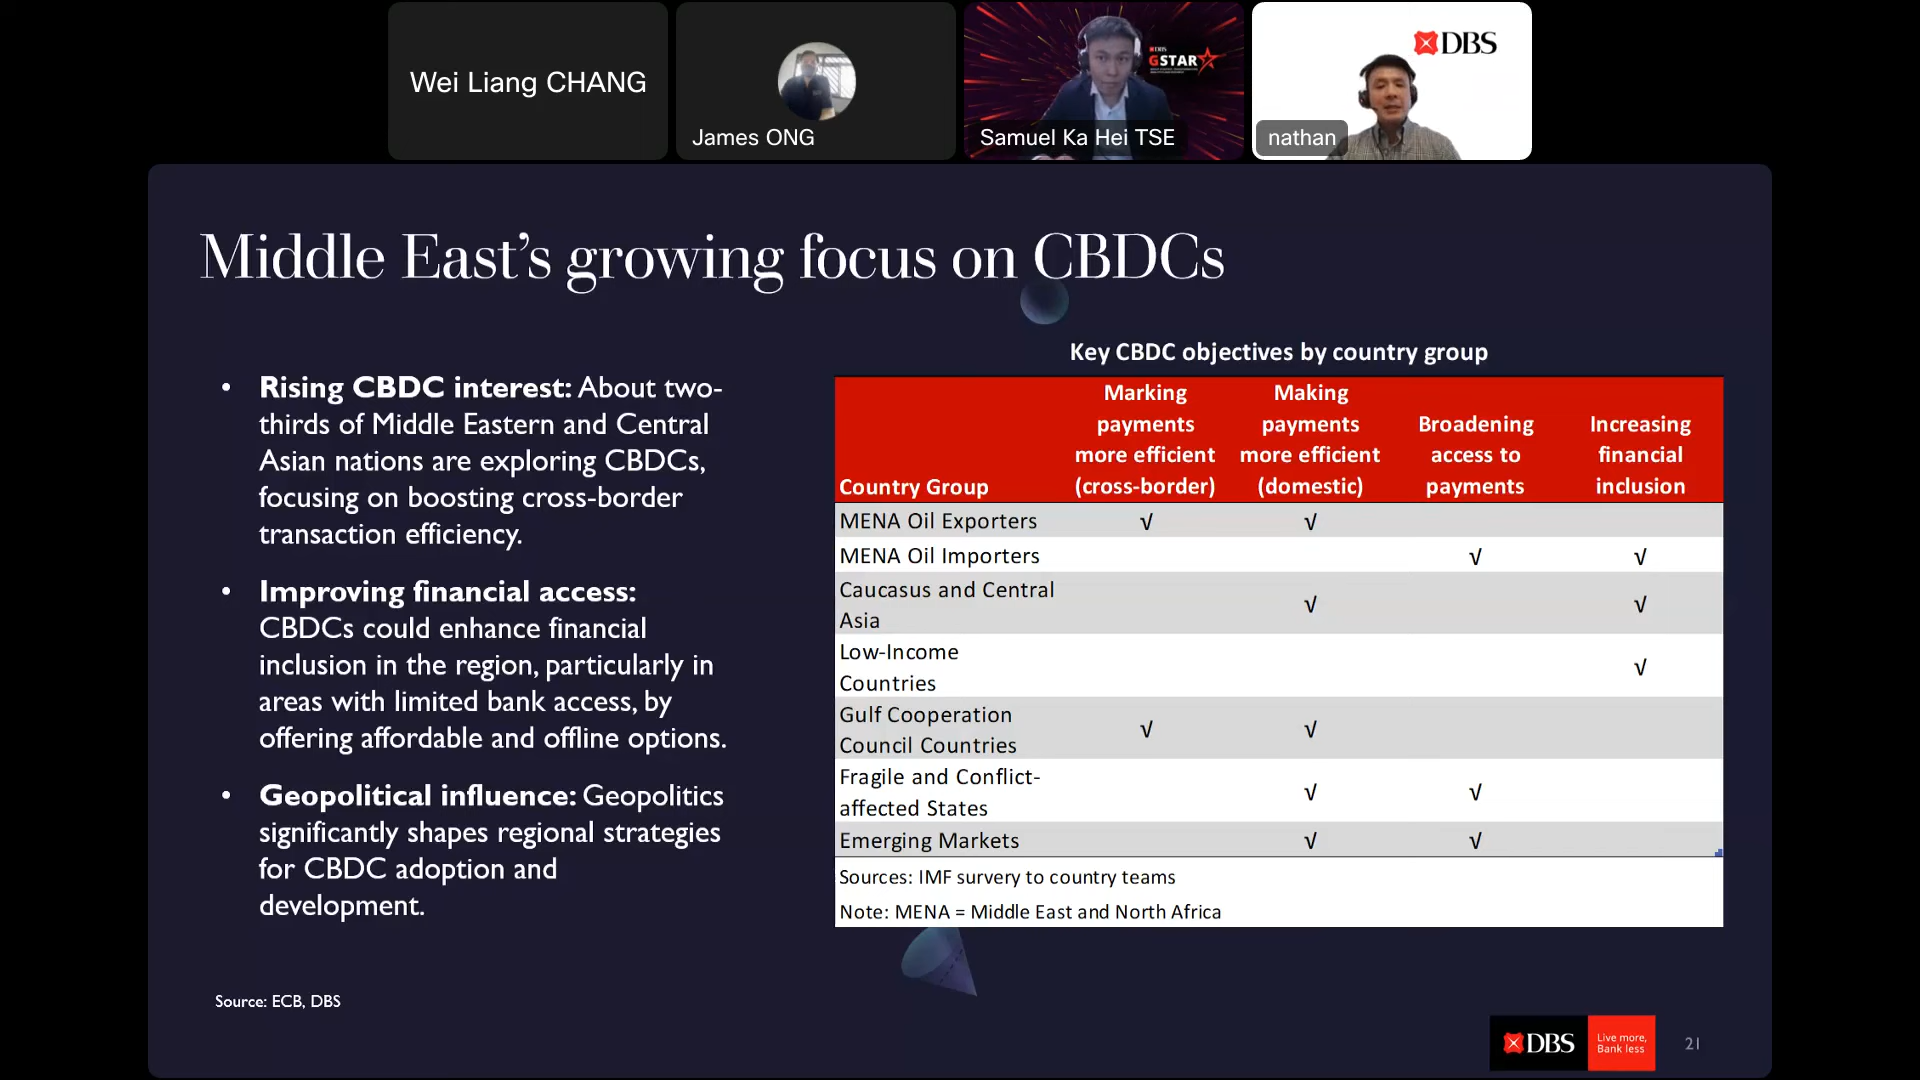 Wei Liang CHANG
James ONG
DBS
GSTAR
Samuel Ka Hei TSE
DBS
nathan
Middle East's growing focus on CBDCs
• Rising CBDC interest: About two-
thirds of Middle Eastern and Central
Asian nations are exploring CBDCs,
focusing on boosting cross-border
transaction efficiency.
• Improving financial access:
CBDCs could enhance financial
inclusion in the region, particularly in
areas with limited bank access, by
offering affordable and offline options.
• Geopolitical influence: Geopolitics
significantly shapes regional strategies
for CBDC adoption and
development.
Key CBDC objectives by country group
Country Group
Marking
payments
more efficient
(cross-border)
Making
payments
more efficient
(domestic)
Broadening
access to
payments
Increasing
financial
inclusion
MENA Oil Exporters √ √
MENA Oil Importers √ √
Caucasus and Central
Asia √ √
Low-Income
Countries √
Gulf Cooperation
Council Countries √ √
Fragile and Conflict-
affected States √ √
Emerging Markets √ √
Sources: IMF survery to country teams
Note: MENA = Middle East and North Africa
Source: ECB, DBS
DBS
Live more,
Bank less
21